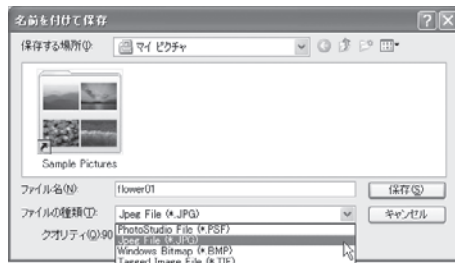 名前を付けて保存
保存する場所(I):
マイ ピクチャ
Sample Pictures
ファイル名(N):
flower01
保存(S)
ファイルの種類(T):
Jpeg File (*.JPG)
キャンセル
クオリティ(Q):90
PhotoStudio File (*.PSF)
Jpeg File (*.JPG)
Windows Bitmap (*.BMP)
Tagged Image File (*.TIF)